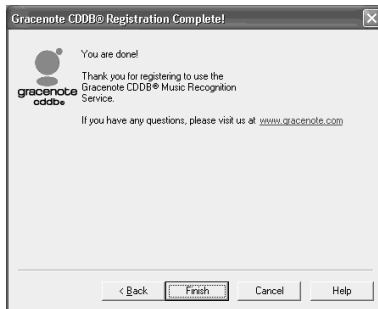 Gracenote CDDB® Registration Complete!
You are done!
Thank you for registering to use the
Gracenote CDDB® Music Recognition
Service.
gracenote
cddb®
If you have any questions, please visit us at www.gracenote.com
< Back
Finish
Cancel
Help